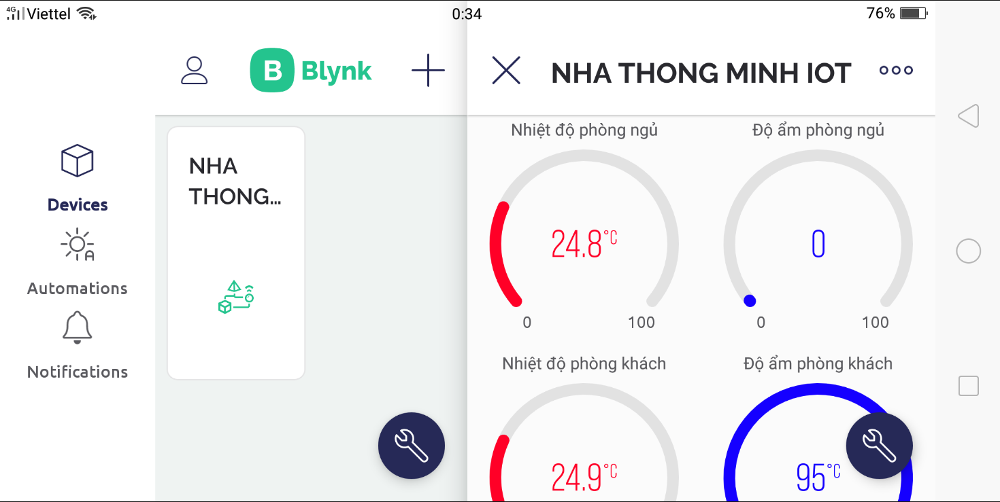 4G Viettel 0:34 76%
B Blynk
NHA THONG MINH IOT
Devices
Automations
Notifications
NHA
THONG...
Nhiệt độ phòng ngủ
24.8°C
0 100
Độ ẩm phòng ngủ
0
0 100
Nhiệt độ phòng khách
24.9°C
Độ ẩm phòng khách
95°C